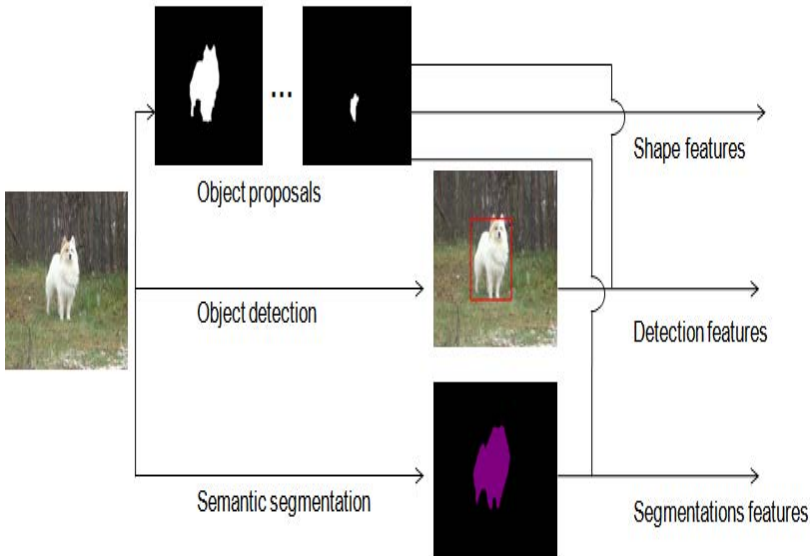 ...
Object proposals
Shape features
Object detection
Detection features
Semantic segmentation
Segmentations features